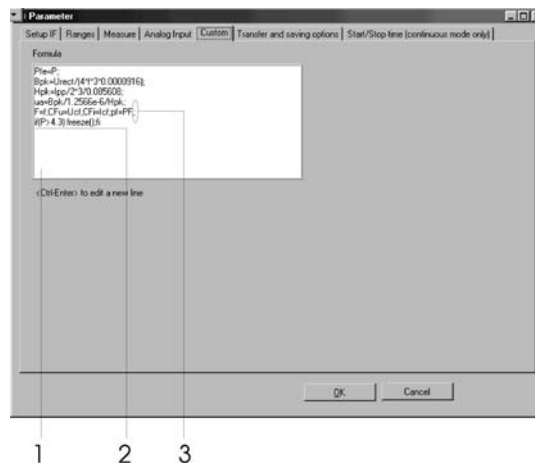 Parameter
Setup IF Ranges Measure Analog Input Custom Transfer and saving options Start/Stop time (continuous mode only)
Formula
Pfe=P;
Bpk=Urect/(4*f*3*0.0000916);
Hpk=Ipp/2*3/0.085608;
ua=Bpk/1.2566e-6/Hpk;
F=f;CFu=Ucf;CFi=Icf;pf=PF;
if(P>4.3) freeze();fi
<Ctrl-Enter> to edit a new line
OK Cancel
1 2 3